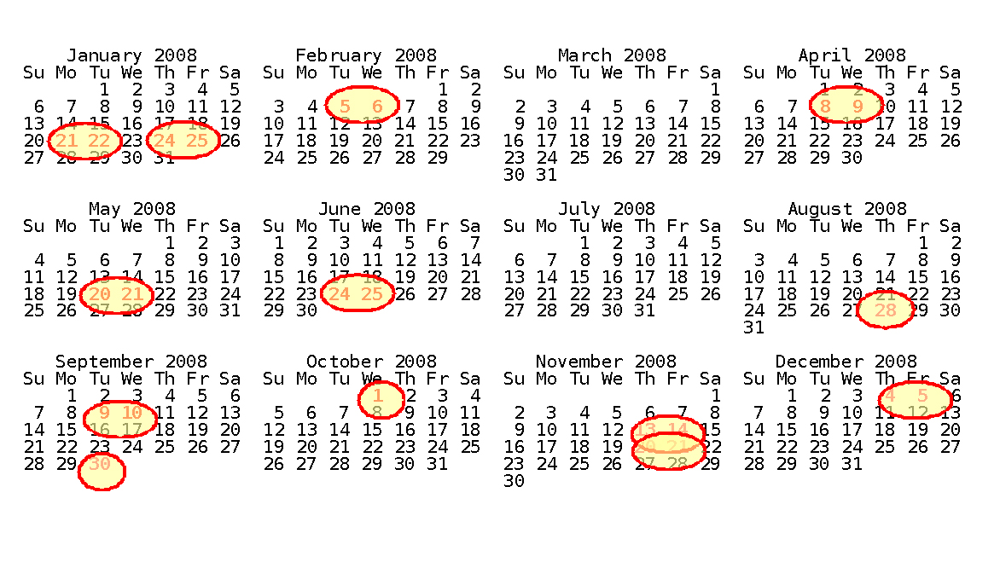 January 2008
Su Mo Tu We Th Fr Sa
1 2 3 4 5
6 7 8 9 10 11 12
13 14 15 16 17 18 19
20 21 22 23 24 25 26
27 28 29 30 31
February 2008
Su Mo Tu We Th Fr Sa
1 2
3 4 5 6 7 8 9
10 11 12 13 14 15 16
17 18 19 20 21 22 23
24 25 26 27 28 29
March 2008
Su Mo Tu We Th Fr Sa
1
2 3 4 5 6 7 8
9 10 11 12 13 14 15
16 17 18 19 20 21 22
23 24 25 26 27 28 29
30 31
April 2008
Su Mo Tu We Th Fr Sa
1 2 3 4 5
6 7 8 9 10 11 12
13 14 15 16 17 18 19
20 21 22 23 24 25 26
27 28 29 30
May 2008
Su Mo Tu We Th Fr Sa
1 2 3
4 5 6 7 8 9 10
11 12 13 14 15 16 17
18 19 20 21 22 23 24
25 26 27 28 29 30 31
June 2008
Su Mo Tu We Th Fr Sa
1 2 3 4 5 6 7
8 9 10 11 12 13 14
15 16 17 18 19 20 21
22 23 24 25 26 27 28
29 30
July 2008
Su Mo Tu We Th Fr Sa
1 2 3 4 5
6 7 8 9 10 11 12
13 14 15 16 17 18 19
20 21 22 23 24 25 26
27 28 29 30 31
August 2008
Su Mo Tu We Th Fr Sa
1 2
3 4 5 6 7 8 9
10 11 12 13 14 15 16
17 18 19 20 21 22 23
24 25 26 27 28 29 30
31
September 2008
Su Mo Tu We Th Fr Sa
1 2 3 4 5 6
7 8 9 10 11 12 13
14 15 16 17 18 19 20
21 22 23 24 25 26 27
28 29 30
October 2008
Su Mo Tu We Th Fr Sa
1 2 3 4
5 6 7 8 9 10 11
12 13 14 15 16 17 18
19 20 21 22 23 24 25
26 27 28 29 30 31
November 2008
Su Mo Tu We Th Fr Sa
1
2 3 4 5 6 7 8
9 10 11 12 13 14 15
16 17 18 19 20 21 22
23 24 25 26 27 28 29
30
December 2008
Su Mo Tu We Th Fr Sa
1 2 3 4 5 6
7 8 9 10 11 12 13
14 15 16 17 18 19 20
21 22 23 24 25 26 27
28 29 30 31